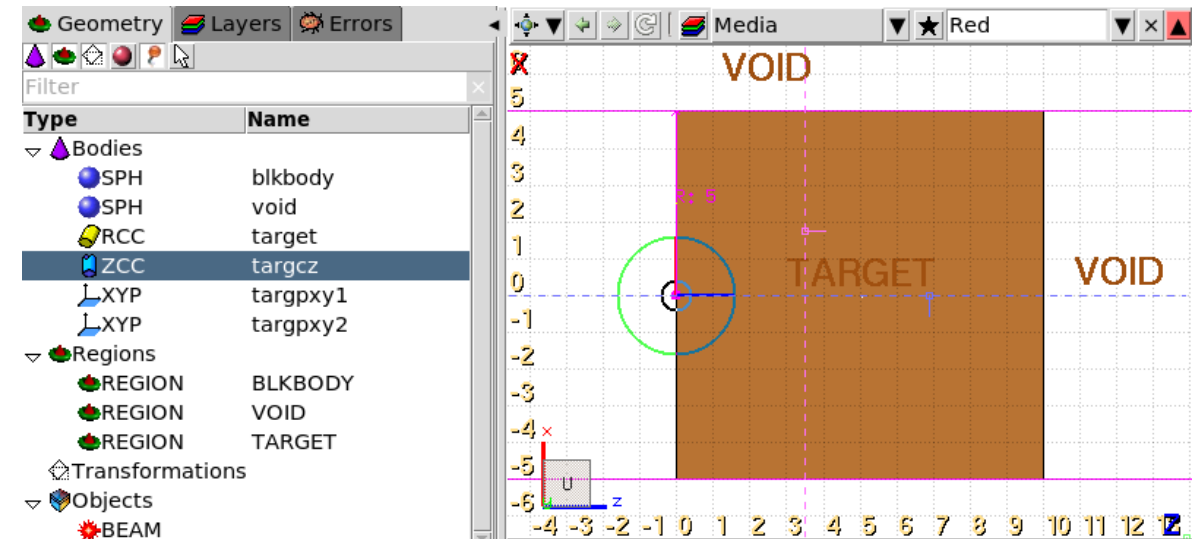 Geometry Layers Errors
Media
Red
Filter
Type Name
Bodies
SPH blkbody
SPH void
RCC target
ZCC targcz
XYP targpxy1
XYP targpxy2
Regions
REGION BLKBODY
REGION VOID
REGION TARGET
Transformations
Objects
BEAM
X
VOID
5
4
3
R: 5
2
1
TARGET
VOID
0
-1
-2
-3
-4
x
-5
U
-6
z
-4 -3 -2 -1 0 1 2 3 4 5 6 7 8 9 10 11 12
Z